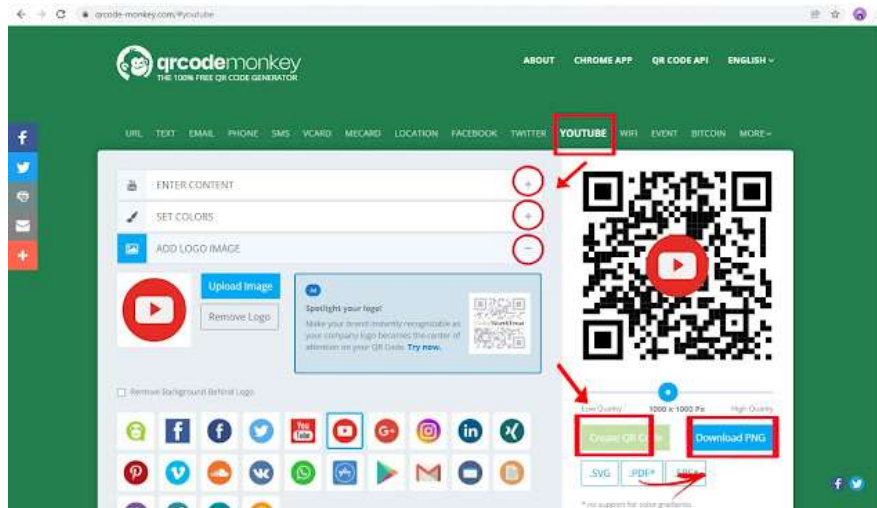 qrcode-monkey.com/#youtube
qrcodemonkey
THE 100% FREE QR CODE GENERATOR
ABOUT CHROME APP QR CODE API ENGLISH
URL TEXT EMAIL PHONE SMS VCARD MECARD LOCATION FACEBOOK TWITTER YOUTUBE WIFI EVENT BITCOIN MORE
ENTER CONTENT
SET COLORS
ADD LOGO IMAGE
Upload Image
Remove Logo
Spotlight your logo!
Make your brand instantly recognizable as
your company logo becomes the center of
attention on your QR Code. Try now.
Remove Background Behind Logo
You
Tube
G+
in
Low Quality 1000 x 1000 Px High Quality
Create QR Code
Download PNG
.SVG .PDF* .EPS*
* no support for color gradients